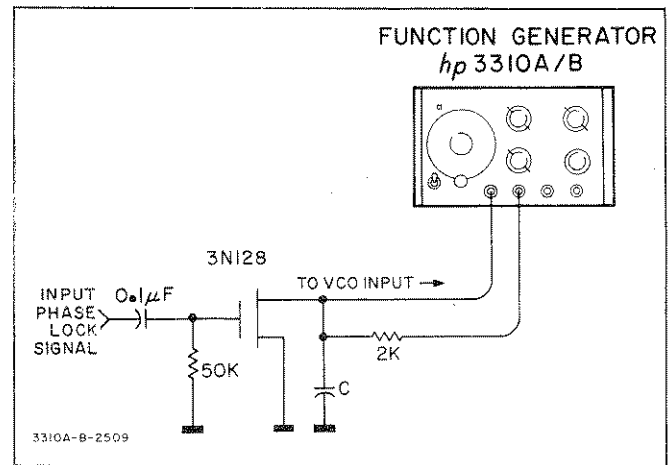 FUNCTION GENERATOR
hp 3310A/B
3N128
TO VCO INPUT →
INPUT
PHASE
LOCK
SIGNAL
0.1µF
50K
2K
C
3310A-B-2509